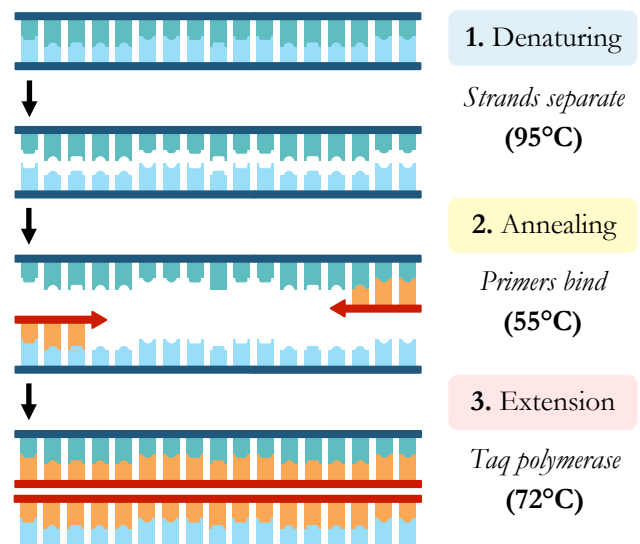 1. Denaturing
Strands separate
(95°C)
2. Annealing
Primers bind
(55°C)
3. Extension
Taq polymerase
(72°C)